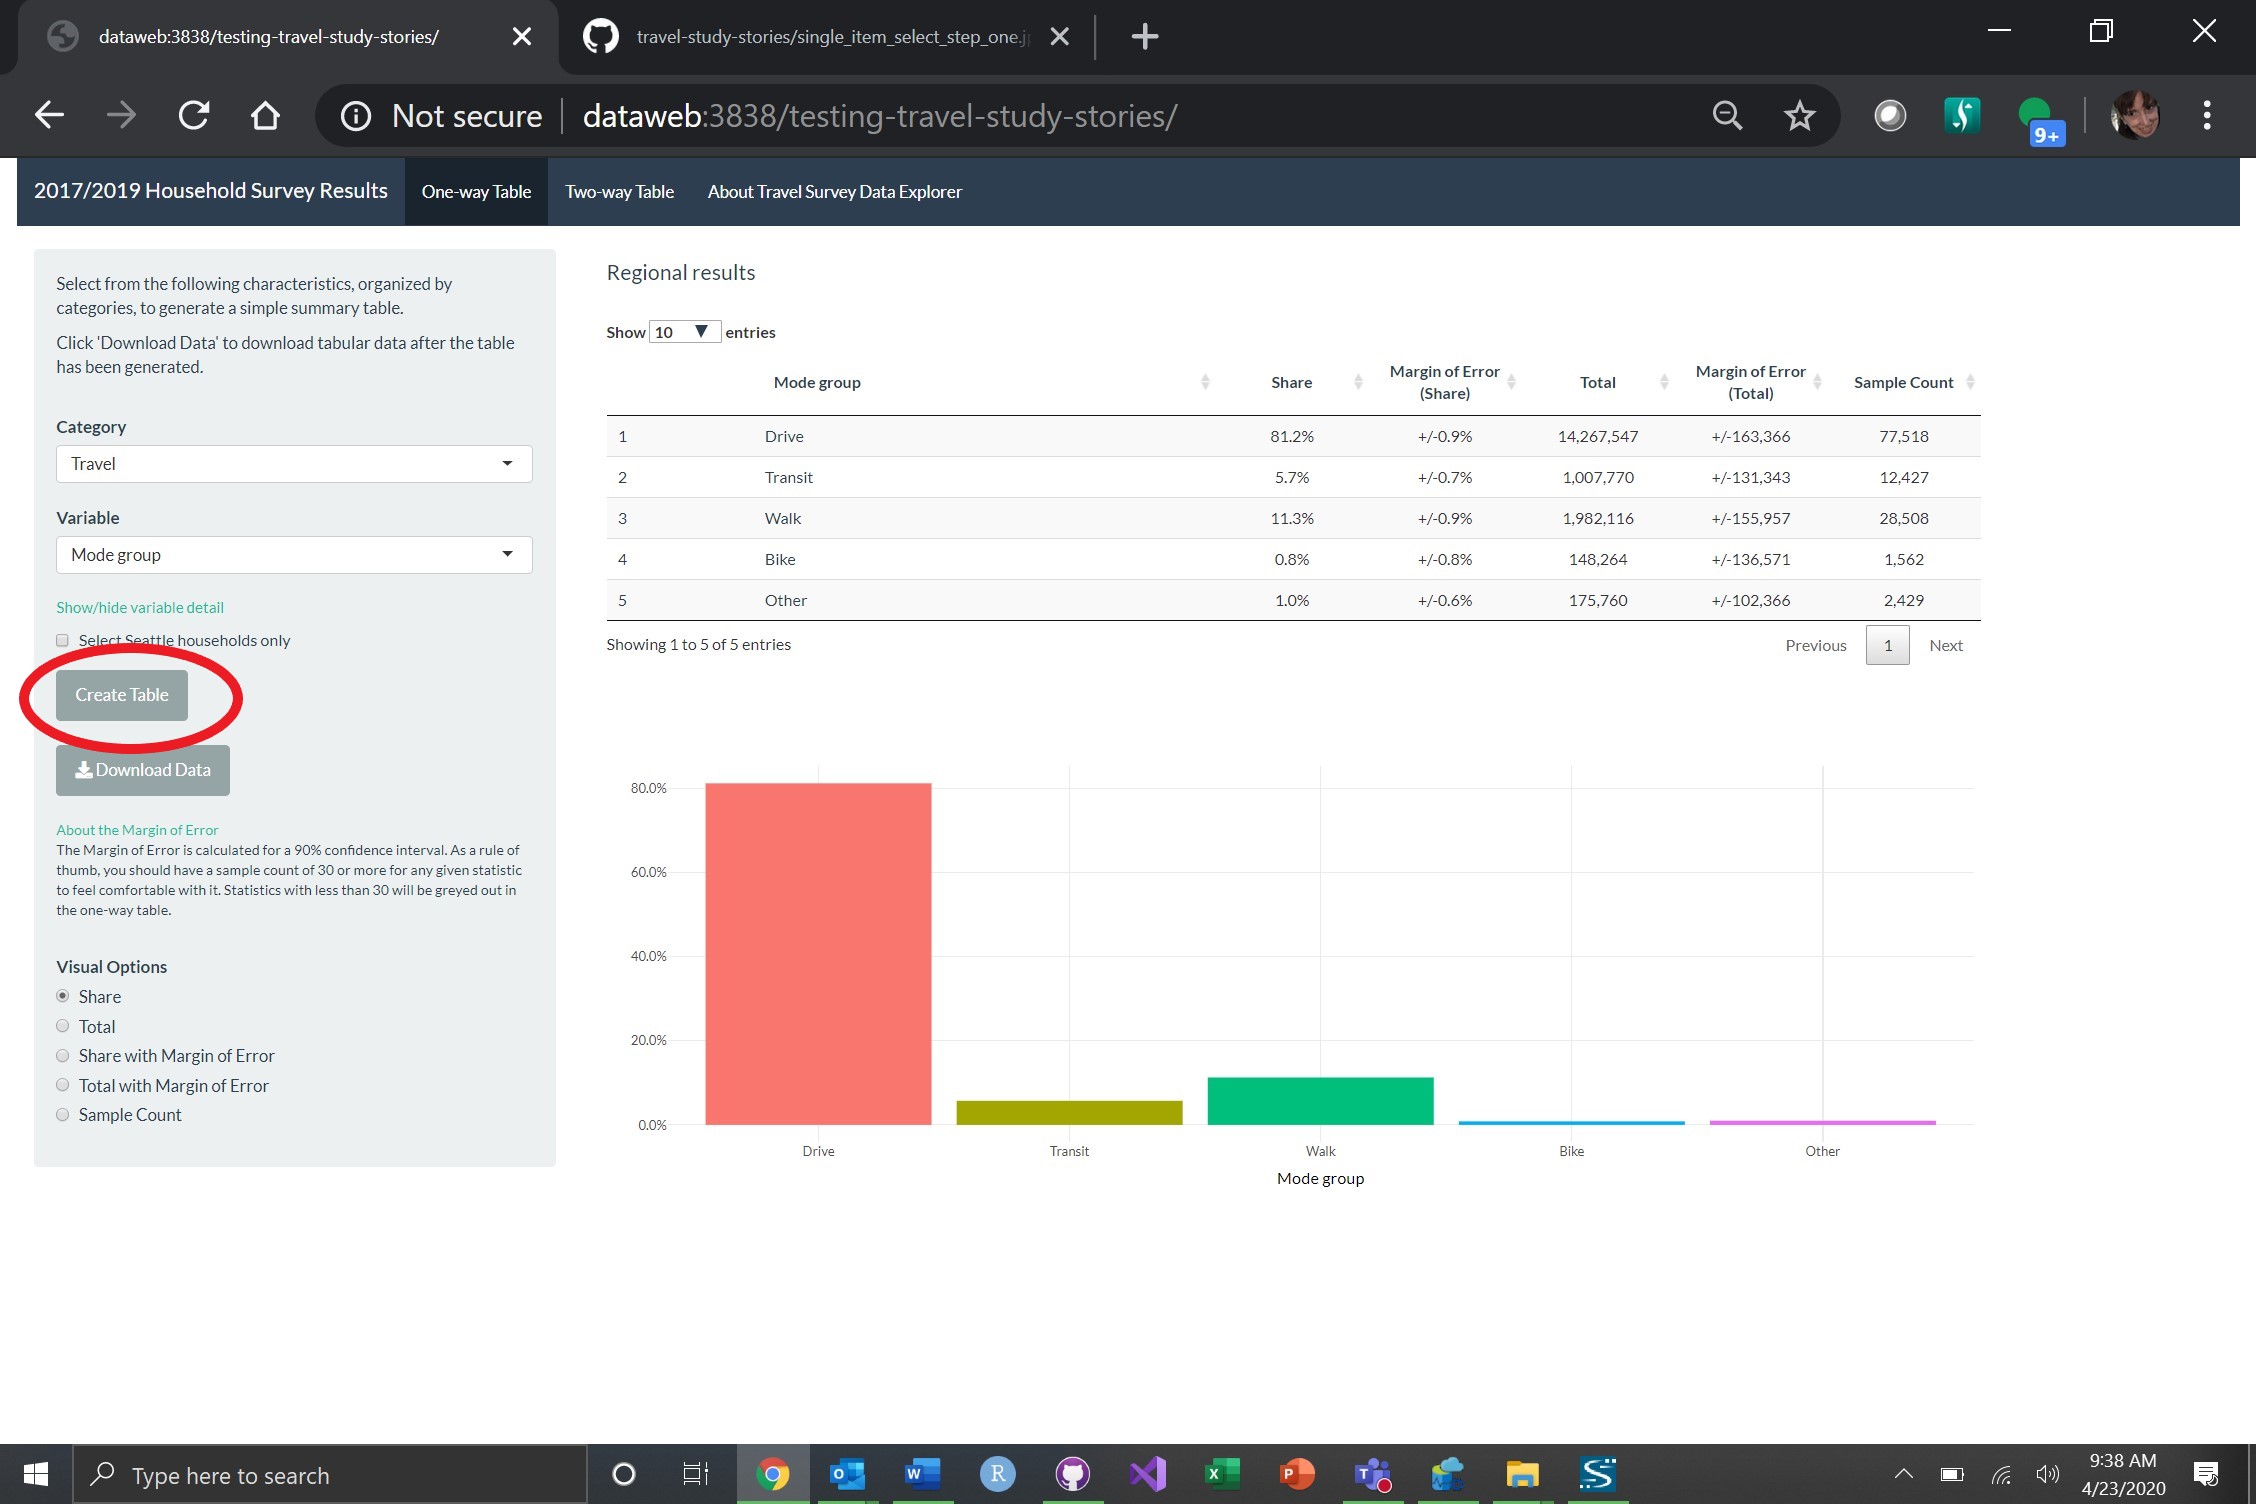 dataweb:3838/testing-travel-study-stories/
travel-study-stories/single_item_select_step_one.j
Not secure
dataweb:3838/testing-travel-study-stories/
9+
2017/2019 Household Survey Results One-way Table Two-way Table About Travel Survey Data Explorer
Select from the following characteristics, organized by
categories, to generate a simple summary table.
Click 'Download Data' to download tabular data after the table
has been generated.
Category
Travel
Variable
Mode group
Show/hide variable detail
Select Seattle households only
Create Table
Download Data
About the Margin of Error
The Margin of Error is calculated for a 90% confidence interval. As a rule of
thumb, you should have a sample count of 30 or more for any given statistic
to feel comfortable with it. Statistics with less than 30 will be greyed out in
the one-way table.
Visual Options
Share
Total
Share with Margin of Error
Total with Margin of Error
Sample Count
Regional results
Show 10 entries
Mode group Share Margin of Error (Share) Total Margin of Error (Total) Sample Count
1 Drive 81.2% +/-0.9% 14,267,547 +/-163,366 77,518
2 Transit 5.7% +/-0.7% 1,007,770 +/-131,343 12,427
3 Walk 11.3% +/-0.9% 1,982,116 +/-155,957 28,508
4 Bike 0.8% +/-0.8% 148,264 +/-136,571 1,562
5 Other 1.0% +/-0.6% 175,760 +/-102,366 2,429
Showing 1 to 5 of 5 entries
Previous 1 Next
80.0%
60.0%
40.0%
20.0%
0.0%
Drive Transit Walk Bike Other
Mode group
Type here to search
9:38 AM
4/23/2020